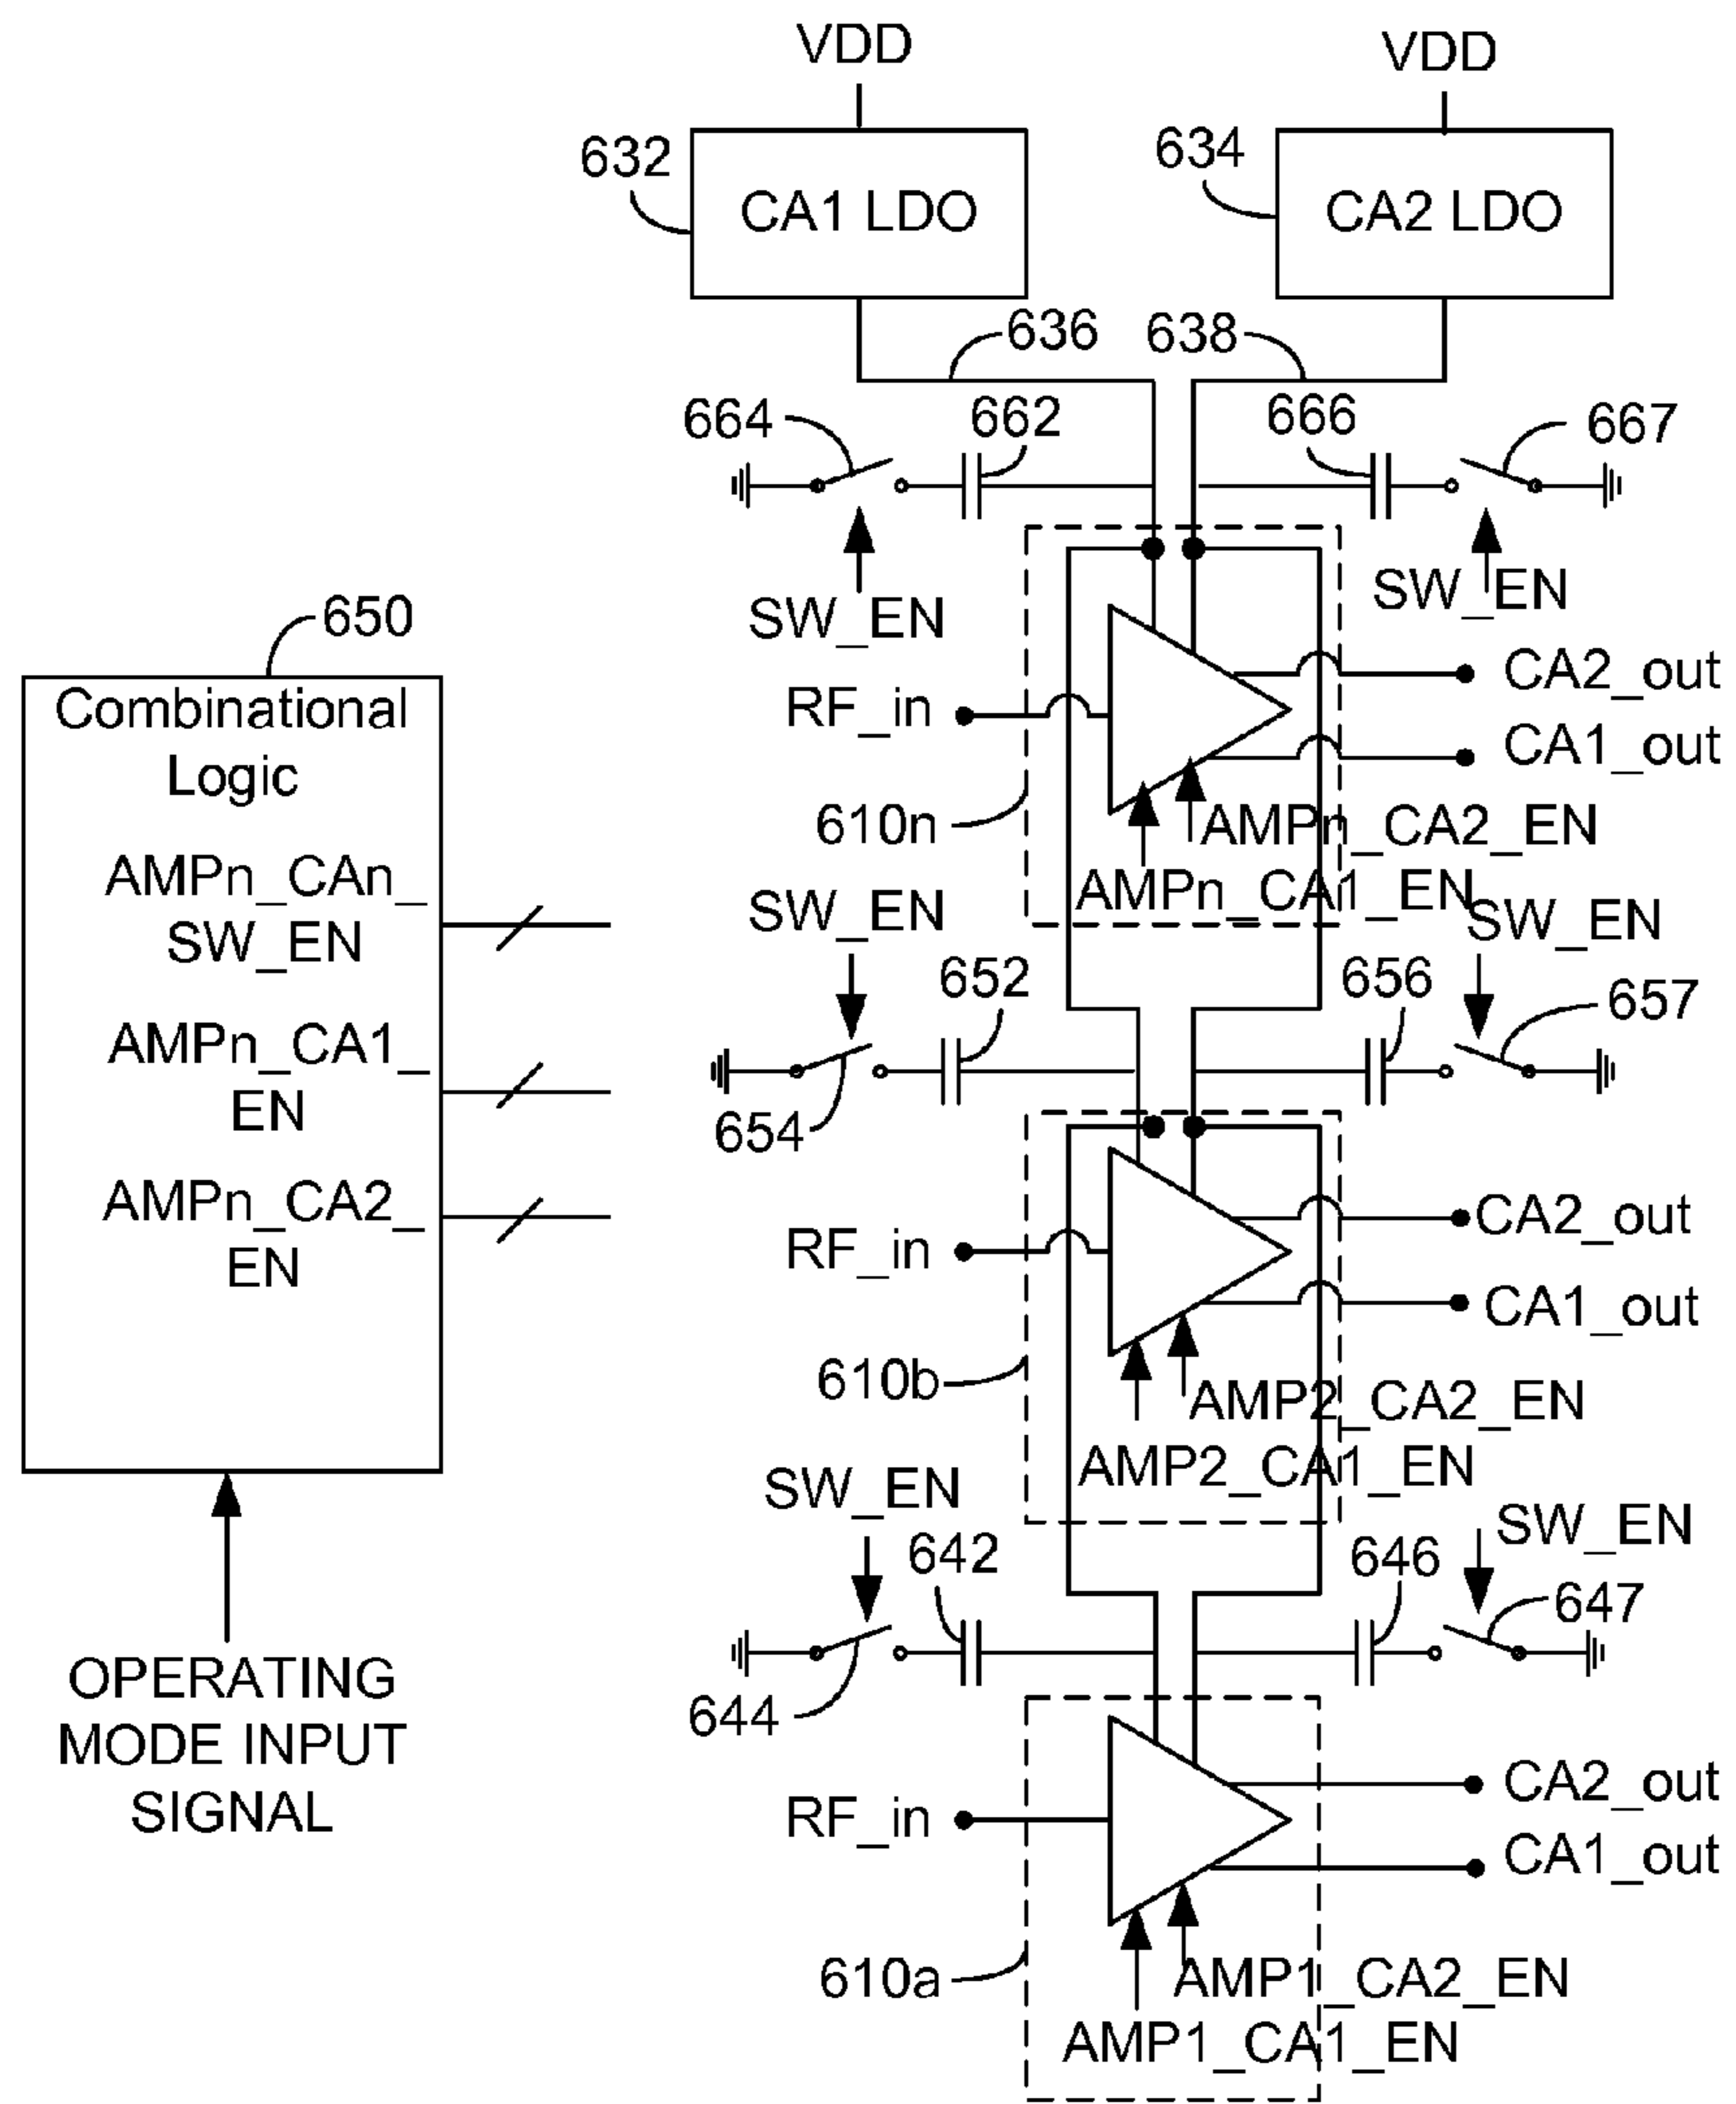 VDD
VDD
632
CA1 LDO
634
CA2 LDO
636
638
664
662
666
667
SW_EN
SW_EN
650
Combinational
Logic
AMPn_CAn_
SW_EN
AMPn_CA1_
EN
AMPn_CA2_
EN
OPERATING
MODE INPUT
SIGNAL
RF_in
CA2_out
CA1_out
610n
AMPn_CA2_EN
AMPn_CA1_EN
SW_EN
SW_EN
652
656
657
654
RF_in
CA2_out
CA1_out
610b
AMP2_CA2_EN
AMP2_CA1_EN
SW_EN
SW_EN
642
646
647
644
RF_in
CA2_out
CA1_out
610a
AMP1_CA2_EN
AMP1_CA1_EN